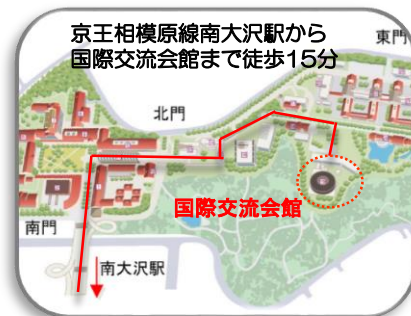 京王相模原線南大沢駅から
国際交流会館まで徒歩15分
東門
北門
国際交流会館
南門
南大沢駅